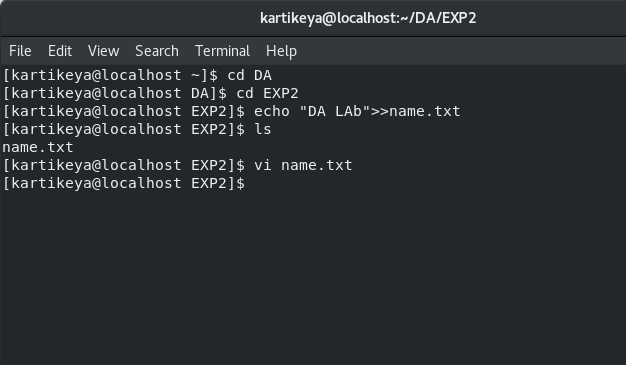 kartikeya@localhost:~/DA/EXP2
File Edit View Search Terminal Help
[kartikeya@localhost ~]$ cd DA
[kartikeya@localhost DA]$ cd EXP2
[kartikeya@localhost EXP2]$ echo "DA LAb">>name.txt
[kartikeya@localhost EXP2]$ ls
name.txt
[kartikeya@localhost EXP2]$ vi name.txt
[kartikeya@localhost EXP2]$